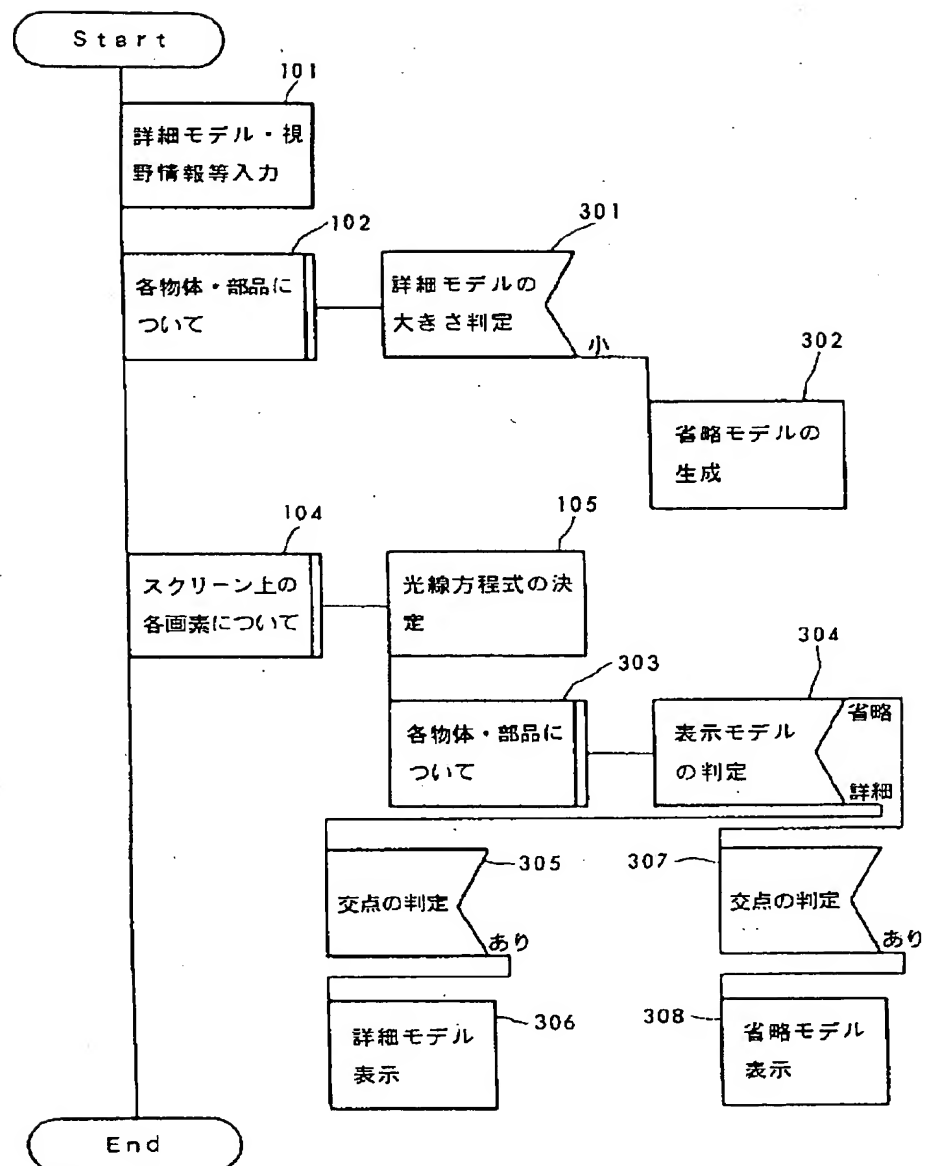 Start
101
詳細モデル・視
野情報等入力
102
各物体・部品に
ついて
301
詳細モデルの
大きさ判定
小
302
省略モデルの
生成
104
スクリーン上の
各画素について
105
光線方程式の決
定
303
各物体・部品に
ついて
304
表示モデル
の判定
省略
詳細
305
交点の判定
あり
306
詳細モデル
表示
307
交点の判定
あり
308
省略モデル
表示
End